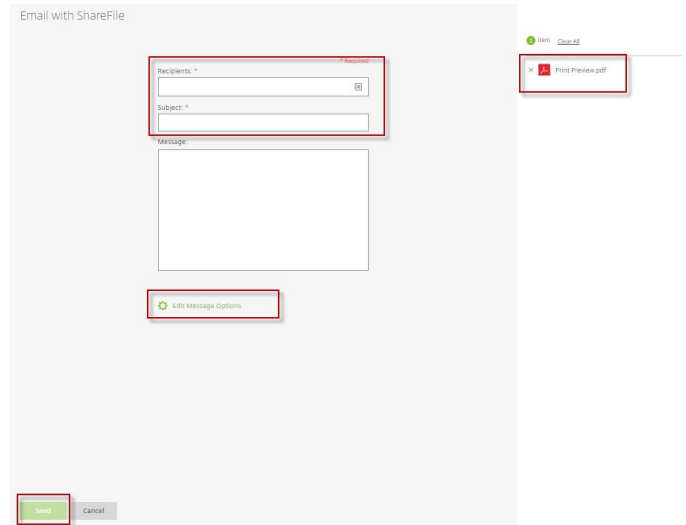 Email with ShareFile
* Required
Recipients: *
Subject: *
Message:
Edit Message Options
Send
Cancel
1 item Clear All
× Print Preview.pdf